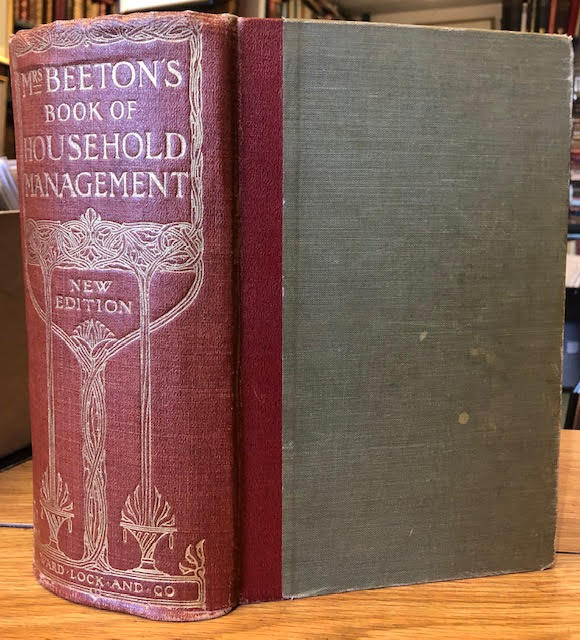 MRS BEETON'S
BOOK OF
HOUSEHOLD
MANAGEMENT
NEW
EDITION
WARD · LOCK · AND · CO